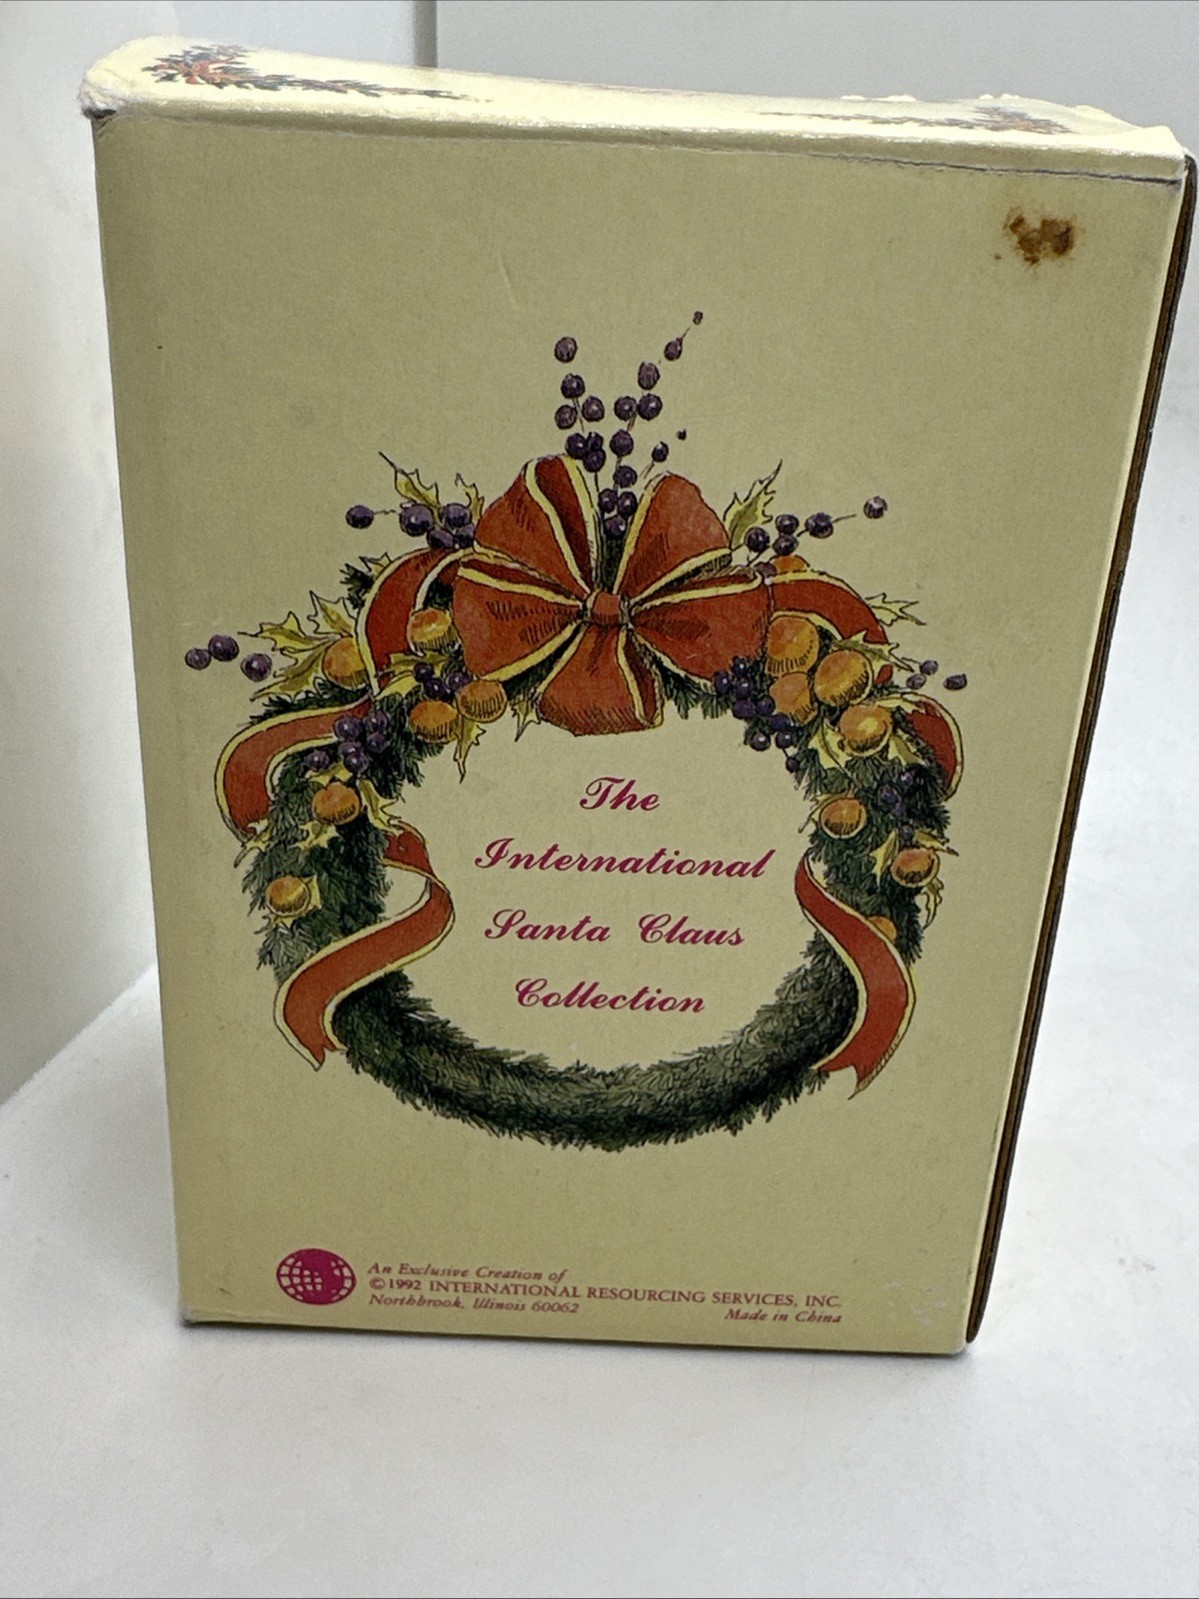 The
International
Santa Claus
Collection
An Exclusive Creation of
©1992 INTERNATIONAL RESOURCING SERVICES, INC.
Northbrook, Illinois 60062
Made in China